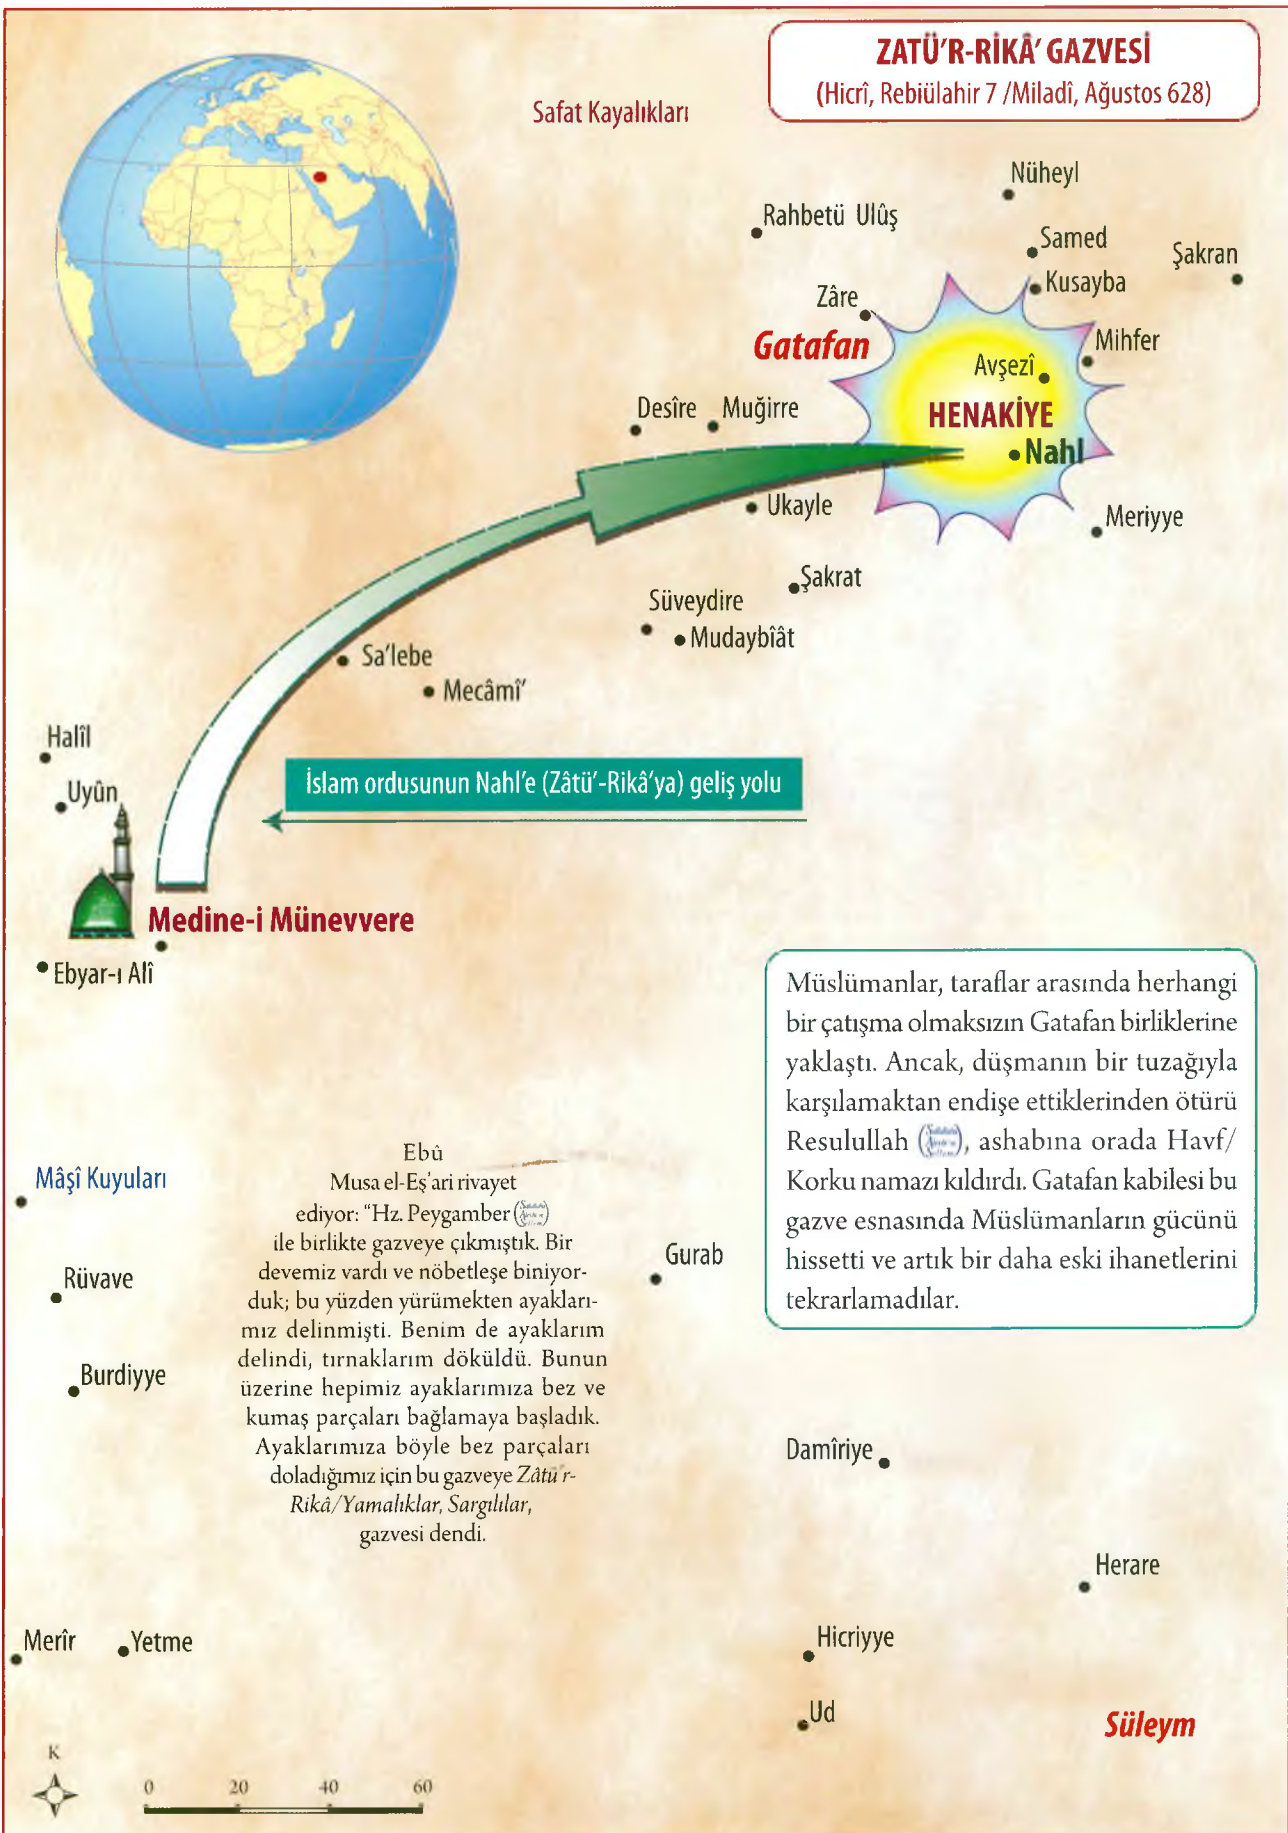 ZATÜ'R-RİKÂ' GAZVESİ
(Hicrî, Rebiülahir 7 /Miladî, Ağustos 628)
Safat Kayalıkları
Nüheyl
Rahbetü Ulûş
Samed
Şakran
Kusayba
Zâre
Gatafan
Mihfer
Avşezî
HENAKİYE
Nahl
Desîre
Muğirre
Ukayle
Meriyye
Şakrat
Süveydire
Mudaybîât
Sa'lebe
Mecâmî'
Halîl
Uyûn
İslam ordusunun Nahl'e (Zâtü'-Rikâ'ya) geliş yolu
Medine-i Münevvere
Ebyar-ı Alî
Müslümanlar, taraflar arasında herhangi
bir çatışma olmaksızın Gatafan birliklerine
yaklaştı. Ancak, düşmanın bir tuzağıyla
karşılamaktan endişe ettiklerinden ötürü
Resulullah (Sallallahü Aleyhi ve Sellem), ashabına orada Havf/
Korku namazı kıldırdı. Gatafan kabilesi bu
gazve esnasında Müslümanların gücünü
hissetti ve artık bir daha eski ihanetlerini
tekrarlamadılar.
Mâşî Kuyuları
Rüvave
Burdiyye
Ebû
Musa el-Eş'ari rivayet
ediyor: “Hz. Peygamber (Sallallahü Aleyhi ve Sellem)
ile birlikte gazveye çıkmıştık. Bir
devemiz vardı ve nöbetleşe biniyor-
duk; bu yüzden yürümekten ayakları-
mız delinmişti. Benim de ayaklarım
delindi, tırnaklarım döküldü. Bunun
üzerine hepimiz ayaklarımıza bez ve
kumaş parçaları bağlamaya başladık.
Ayaklarımıza böyle bez parçaları
doladığımız için bu gazveye Zâtü'r-
Rikâ/Yamalıklar, Sargılılar,
gazvesi dendi.
Gurab
Damîriye
Herare
Merîr
Yetme
Hicriyye
Ud
Süleym
K
0 20 40 60